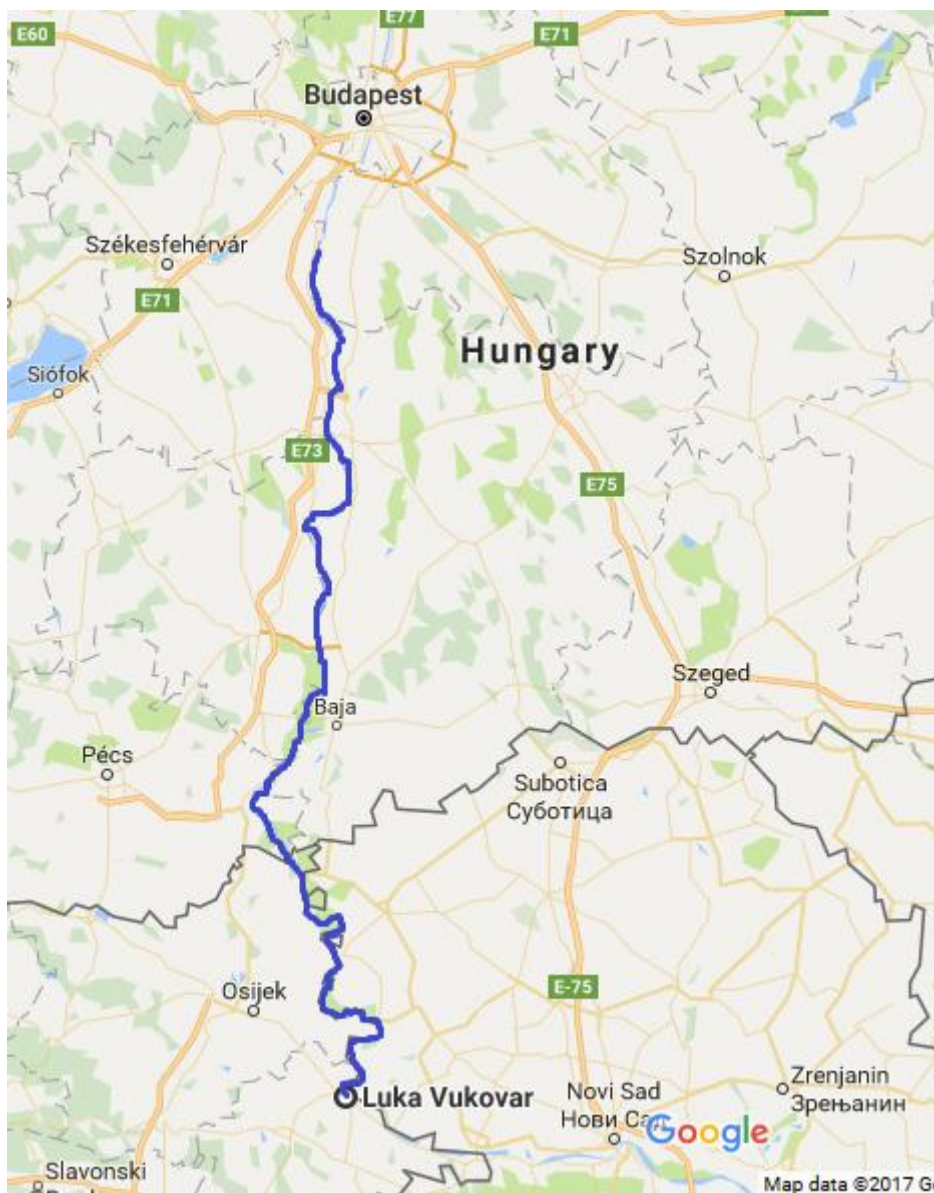 E77
E60
E71
Budapest
Székesfehérvár
Szolnok
E71
Hungary
Siófok
E73
E75
Szeged
Baja
Pécs
Subotica
Суботица
E-75
Osijek
Zrenjanin
Зрењанин
Luka Vukovar
Novi Sad
Нови
Google
Slavonski
Map data ©2017